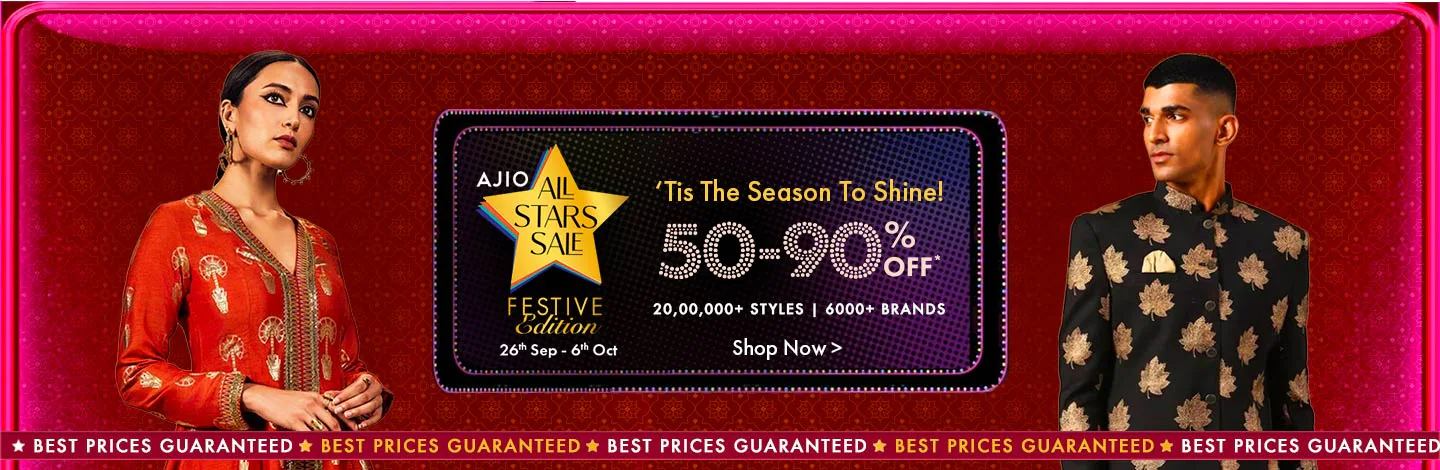 AJIO
ALL
STARS
SALE
FESTIVE
Edition
26th Sep - 6th Oct
‘Tis The Season To Shine!
50-90% OFF*
20,00,000+ STYLES | 6000+ BRANDS
Shop Now >
★ BEST PRICES GUARANTEED ★ BEST PRICES GUARANTEED ★ BEST PRICES GUARANTEED ★ BEST PRICES GUARANTEED ★ BEST PRICES GUARANTEED